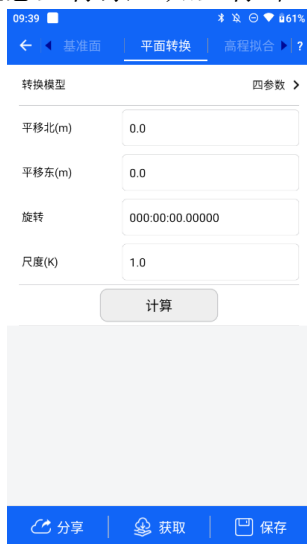 09:39 61%
基准面 平面转换 高程拟合 ?
转换模型 四参数
平移北(m) 0.0
平移东(m) 0.0
旋转 000:00:00.00000
尺度(K) 1.0
计算
分享 获取 保存